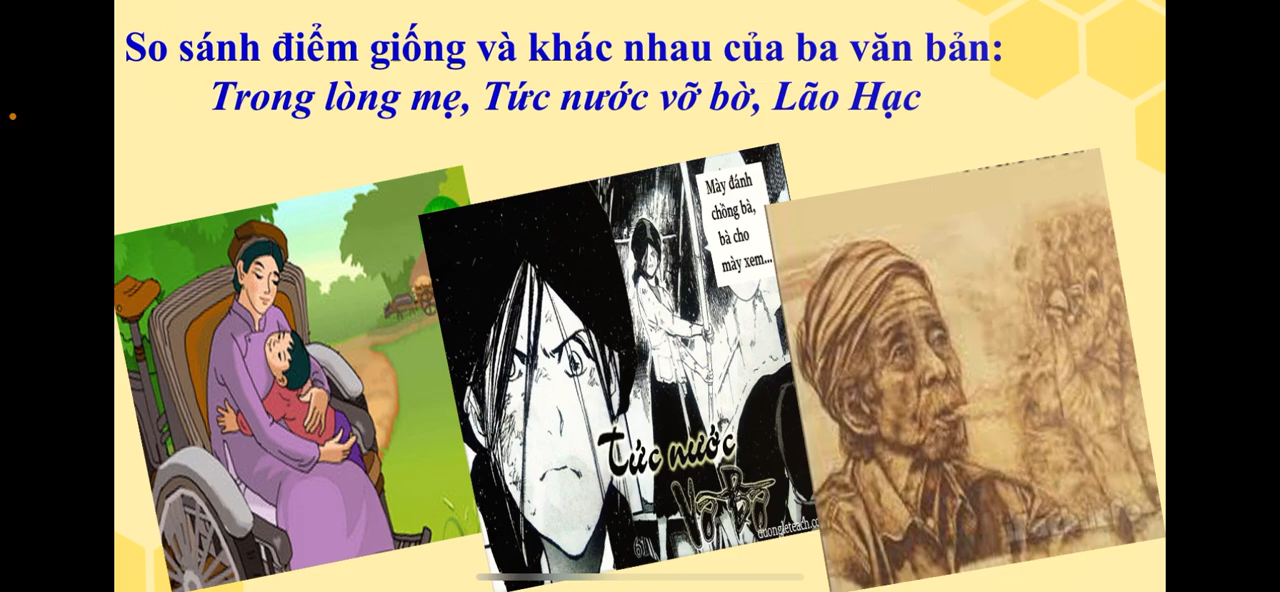 So sánh điểm giống và khác nhau của ba văn bản:
Trong lòng mẹ, Tức nước vỡ bờ, Lão Hạc
Mày đánh
chồng bà,
bà cho
mày xem...
Tức nước
Vỡ Bờ